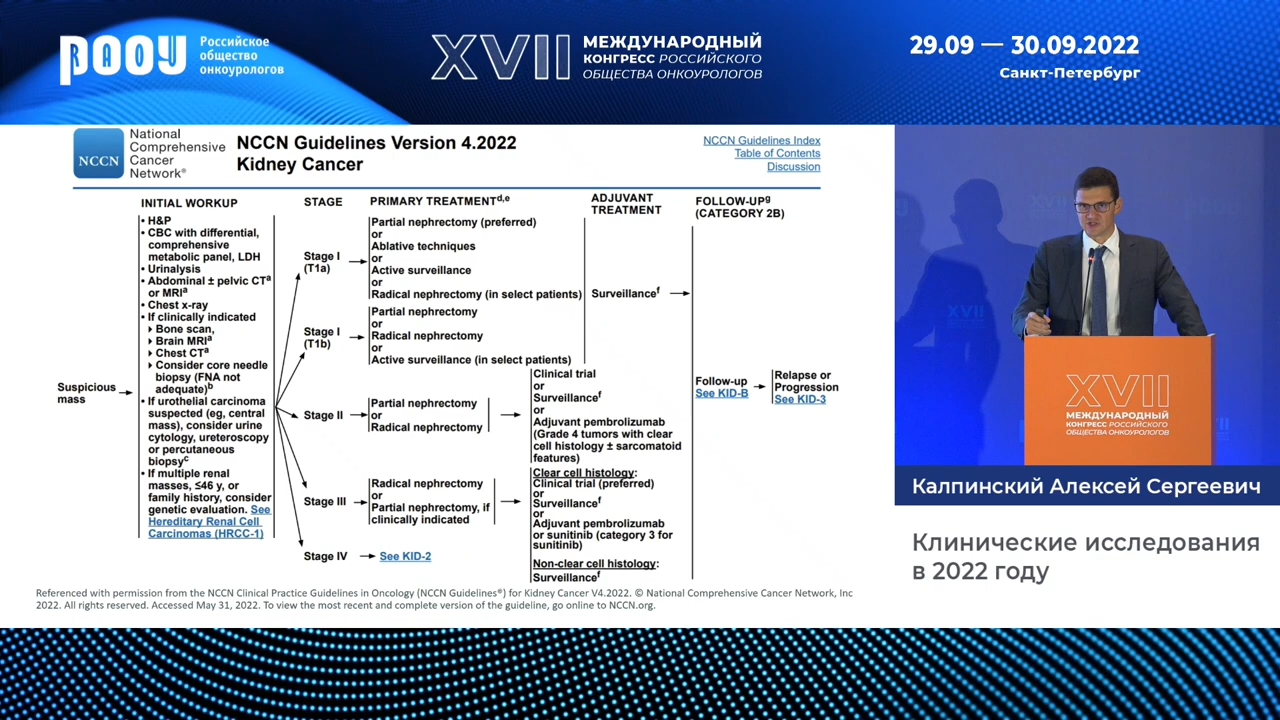 РАОУ
Российское
общество
онкоурологов
XVII
МЕЖДУНАРОДНЫЙ
КОНГРЕСС РОССИЙСКОГО
ОБЩЕСТВА ОНКОУРОЛОГОВ
29.09 — 30.09.2022
Санкт-Петербург
NCCN
National
Comprehensive
Cancer
Network®
NCCN Guidelines Version 4.2022
Kidney Cancer
NCCN Guidelines Index
Table of Contents
Discussion
INITIAL WORKUP
STAGE
PRIMARY TREATMENTd,e
ADJUVANT
TREATMENT
FOLLOW-UPg
(CATEGORY 2B)
Suspicious
mass
• H&P
• CBC with differential,
comprehensive
metabolic panel, LDH
• Urinalysis
• Abdominal ± pelvic CTa
or MRIa
• Chest x-ray
• If clinically indicated
Bone scan,
Brain MRIa
Chest CTa
Consider core needle
biopsy (FNA not
adequate)b
• If urothelial carcinoma
suspected (eg, central
mass), consider urine
cytology, ureteroscopy
or percutaneous
biopsyc
• If multiple renal
masses, ≤46 y, or
family history, consider
genetic evaluation. See
Hereditary Renal Cell
Carcinomas (HRCC-1)
Stage I
(T1a)
Partial nephrectomy (preferred)
or
Ablative techniques
or
Active surveillance
or
Radical nephrectomy (in select patients)
Surveillancef
Stage I
(T1b)
Partial nephrectomy
or
Radical nephrectomy
or
Active surveillance (in select patients)
Stage II
Partial nephrectomy
or
Radical nephrectomy
Clinical trial
or
Surveillancef
or
Adjuvant pembrolizumab
(Grade 4 tumors with clear
cell histology ± sarcomatoid
features)
Stage III
Radical nephrectomy
or
Partial nephrectomy, if
clinically indicated
Clear cell histology:
Clinical trial (preferred)
or
Surveillancef
or
Adjuvant pembrolizumab
or sunitinib (category 3 for
sunitinib)
Non-clear cell histology:
Surveillancef
Stage IV
See KID-2
Follow-up
See KID-B
Relapse or
Progression
See KID-3
Referenced with permission from the NCCN Clinical Practice Guidelines in Oncology (NCCN Guidelines®) for Kidney Cancer V4.2022. © National Comprehensive Cancer Network, Inc
2022. All rights reserved. Accessed May 31, 2022. To view the most recent and complete version of the guideline, go online to NCCN.org.
XVII
МЕЖДУНАРОДНЫЙ
КОНГРЕСС РОССИЙСКОГО
ОБЩЕСТВА ОНКОУРОЛОГОВ
Калпинский Алексей Сергеевич
Клинические исследования
в 2022 году